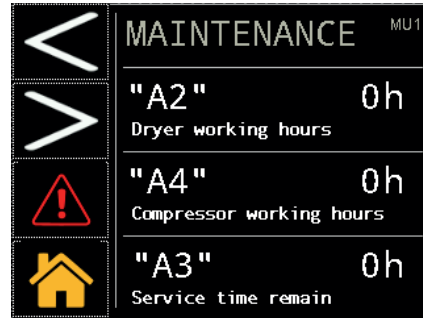 MAINTENANCE MU1
"A2" 0h
Dryer working hours
"A4" 0h
Compressor working hours
"A3" 0h
Service time remain